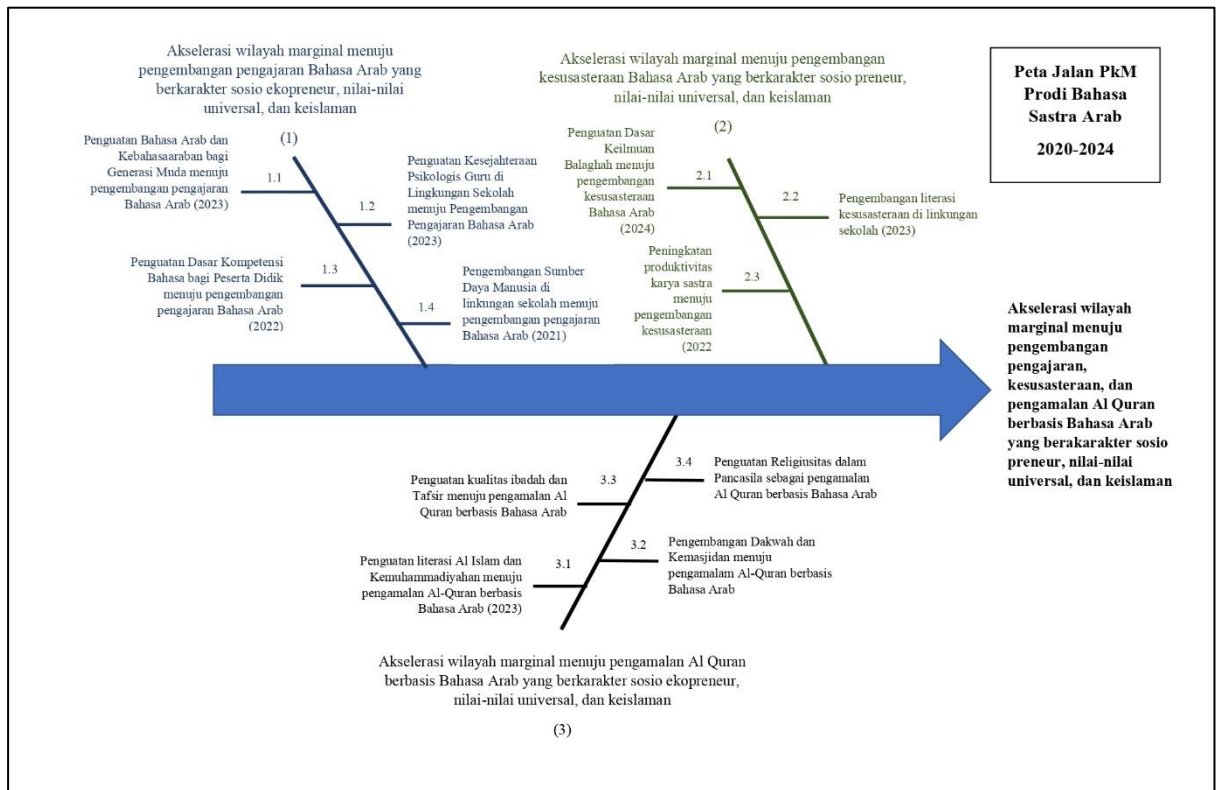 Akselerasi wilayah marginal menuju
pengembangan pengajaran Bahasa Arab yang
berkarakter sosio ekopreneur, nilai-nilai
universal, dan keislaman
(1)
Penguatan Bahasa Arab dan
Kebahasaaraban bagi
Generasi Muda menuju
pengembangan pengajaran
Bahasa Arab (2023)
1.1
1.2
Penguatan Kesejahteraan
Psikologis Guru di
Lingkungan Sekolah
menuju Pengembangan
Pengajaran Bahasa Arab
(2023)
Penguatan Dasar Kompetensi
Bahasa bagi Peserta Didik
menuju pengembangan
pengajaran Bahasa Arab
(2022)
1.3
1.4
Pengembangan Sumber
Daya Manusia di
linkungan sekolah menuju
pengembangan pengajaran
Bahasa Arab (2021)
Akselerasi wilayah marginal menuju pengembangan
kesusasteraan Bahasa Arab yang berkarakter sosio preneur,
nilai-nilai universal, dan keislaman
(2)
Penguatan Dasar
Keilmuan
Balaghah menuju
pengembangan
kesusasteraan
Bahasa Arab
(2024)
2.1
2.2
Pengembangan literasi
kesusasteraan di linkungan
sekolah (2023)
Peningkatan
produktivitas
karya sastra
menuju
pengembangan
kesusasteraan
(2022
2.3
Peta Jalan PkM
Prodi Bahasa
Sastra Arab
2020-2024
Akselerasi wilayah
marginal menuju
pengembangan
pengajaran,
kesusasteraan, dan
pengamalan Al Quran
berbasis Bahasa Arab
yang berakarakter sosio
preneur, nilai-nilai
universal, dan keislaman
Penguatan kualitas ibadah dan
Tafsir menuju pengamalan Al
Quran berbasis Bahasa Arab
3.3
3.4
Penguatan Religiusitas dalam
Pancasila sebagai pengamalan
Al Quran berbasis Bahasa Arab
Penguatan literasi Al Islam dan
Kemuhammadiyahan menuju
pengamalan Al-Quran berbasis
Bahasa Arab (2023)
3.1
3.2
Pengembangan Dakwah dan
Kemasjidan menuju
pengamalam Al-Quran berbasis
Bahasa Arab
Akselerasi wilayah marginal menuju pengamalan Al Quran
berbasis Bahasa Arab yang berkarakter sosio ekopreneur,
nilai-nilai universal, dan keislaman
(3)